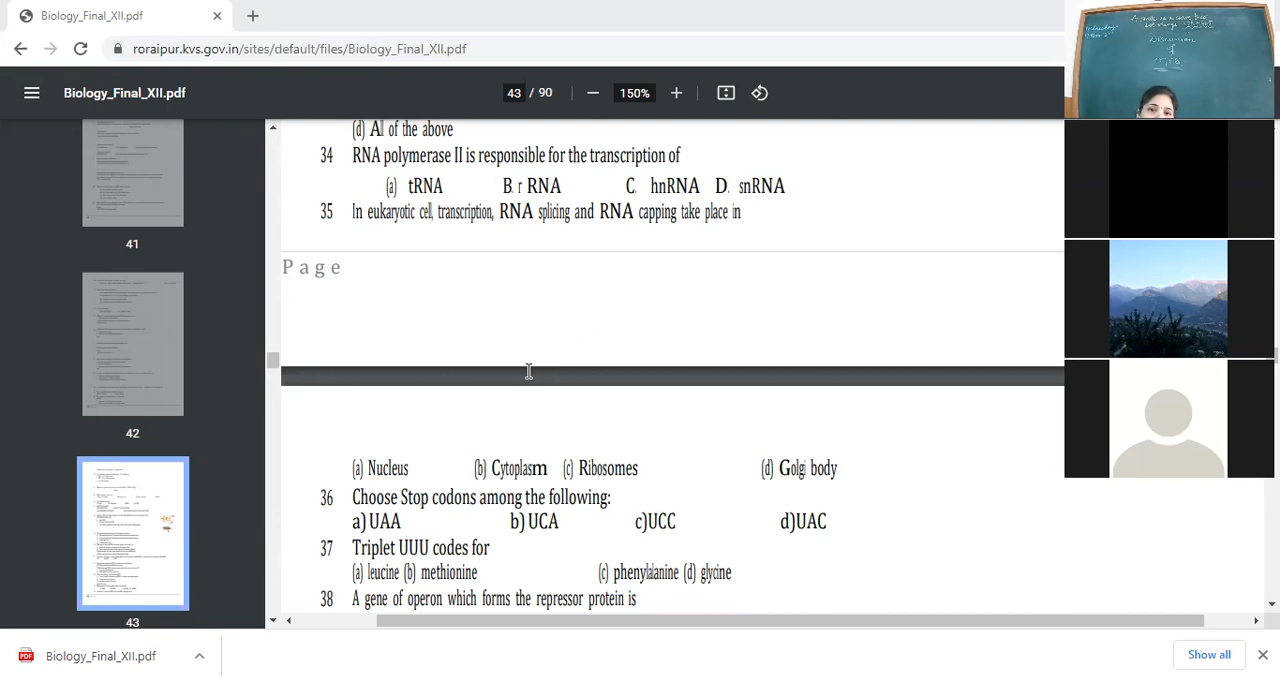 Biology_Final_XII.pdf
roraipur.kvs.gov.in/sites/default/files/Biology_Final_XII.pdf
Biology_Final_XII.pdf
43 / 90
150%
41
42
43
(d) All of the above
34 RNA polymerase II is responsible for the transcription of
(a) tRNA B. r RNA C. hnRNA D. snRNA
35 In eukaryotic cell, transcription, RNA splicing and RNA capping take place in
Page
(a) Nucleus (b) Cytoplasm (c) Ribosomes (d) Golgi body
36 Choose Stop corons among the following:
a)UAA b)UCA c)UCC d)UAC
37 Triplet UUU codes for
(a) leucine (b) methionine (c) phenylalanine (d) glycine
38 A gene of operon which forms the repressor protein is
Discussion
of
Biology_Final_XII.pdf
Show all